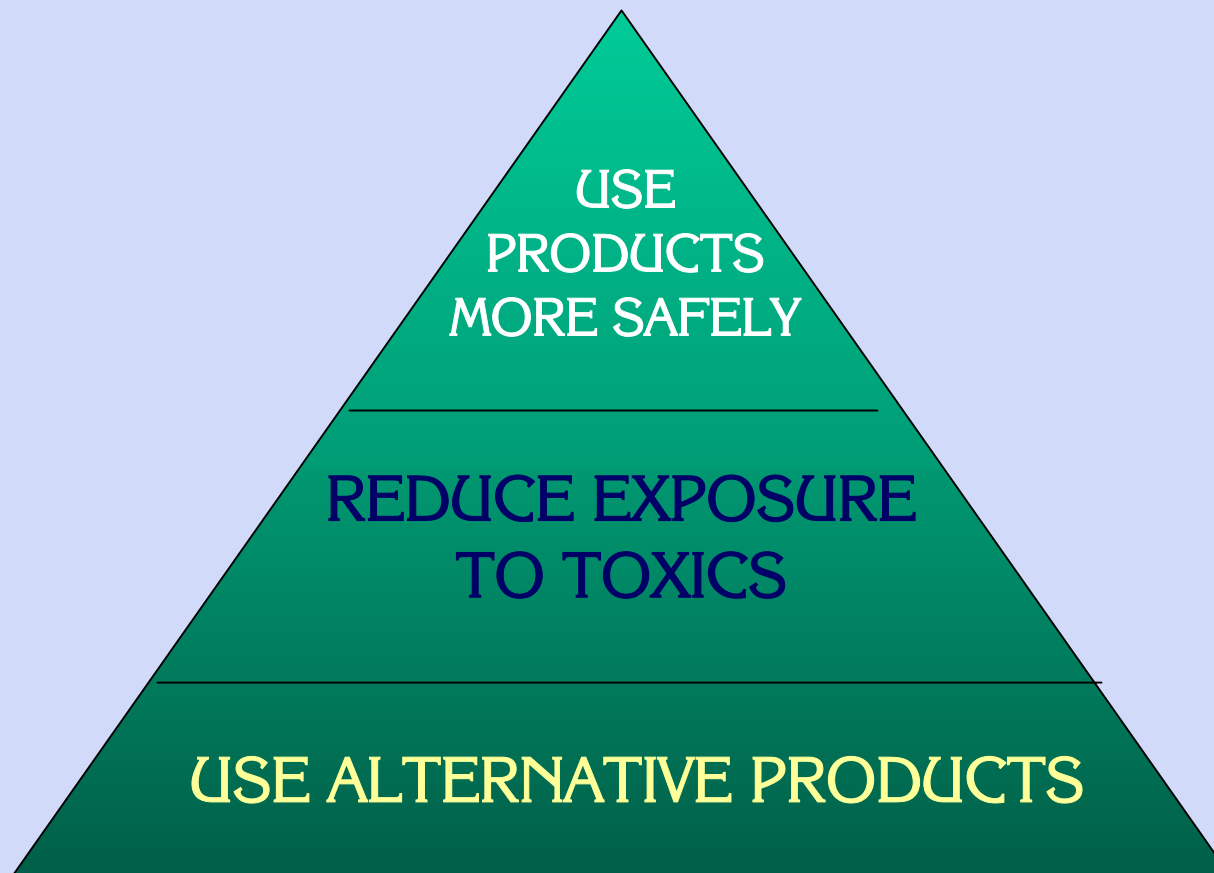 USE
PRODUCTS
MORE SAFELY
REDUCE EXPOSURE
TO TOXICS
USE ALTERNATIVE PRODUCTS